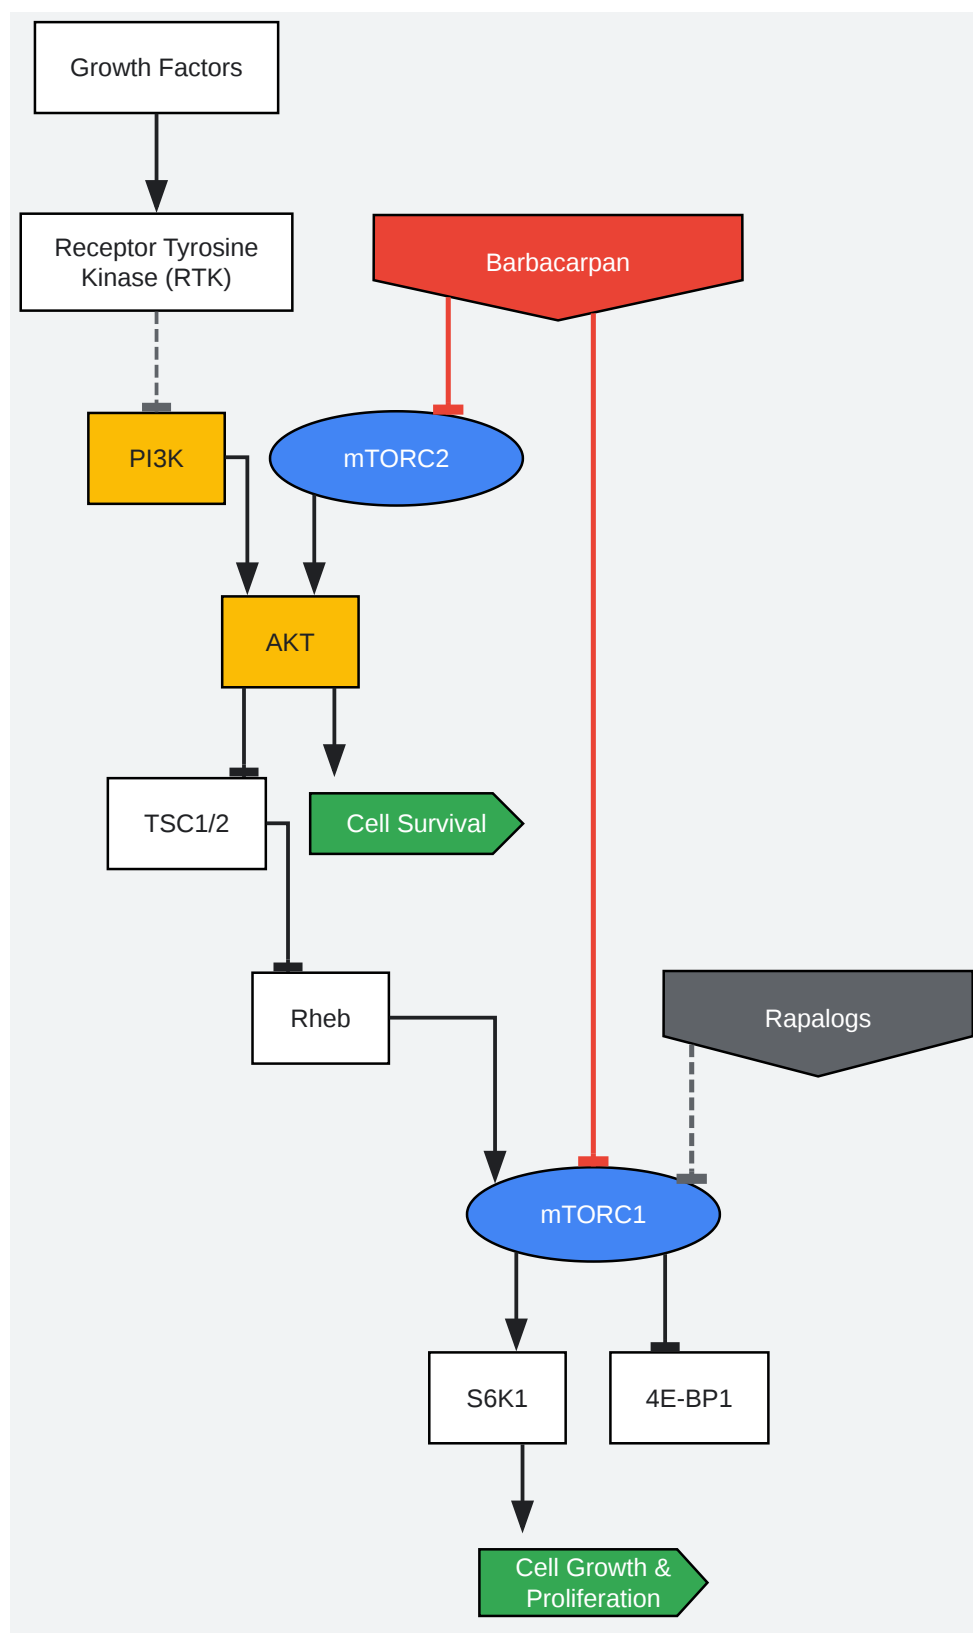 Growth Factors
Receptor Tyrosine
Kinase (RTK)
Barbacarpan
PI3K
mTORC2
AKT
TSC1/2
Cell Survival
Rheb
Rapalogs
mTORC1
S6K1
4E-BP1
Cell Growth &
Proliferation